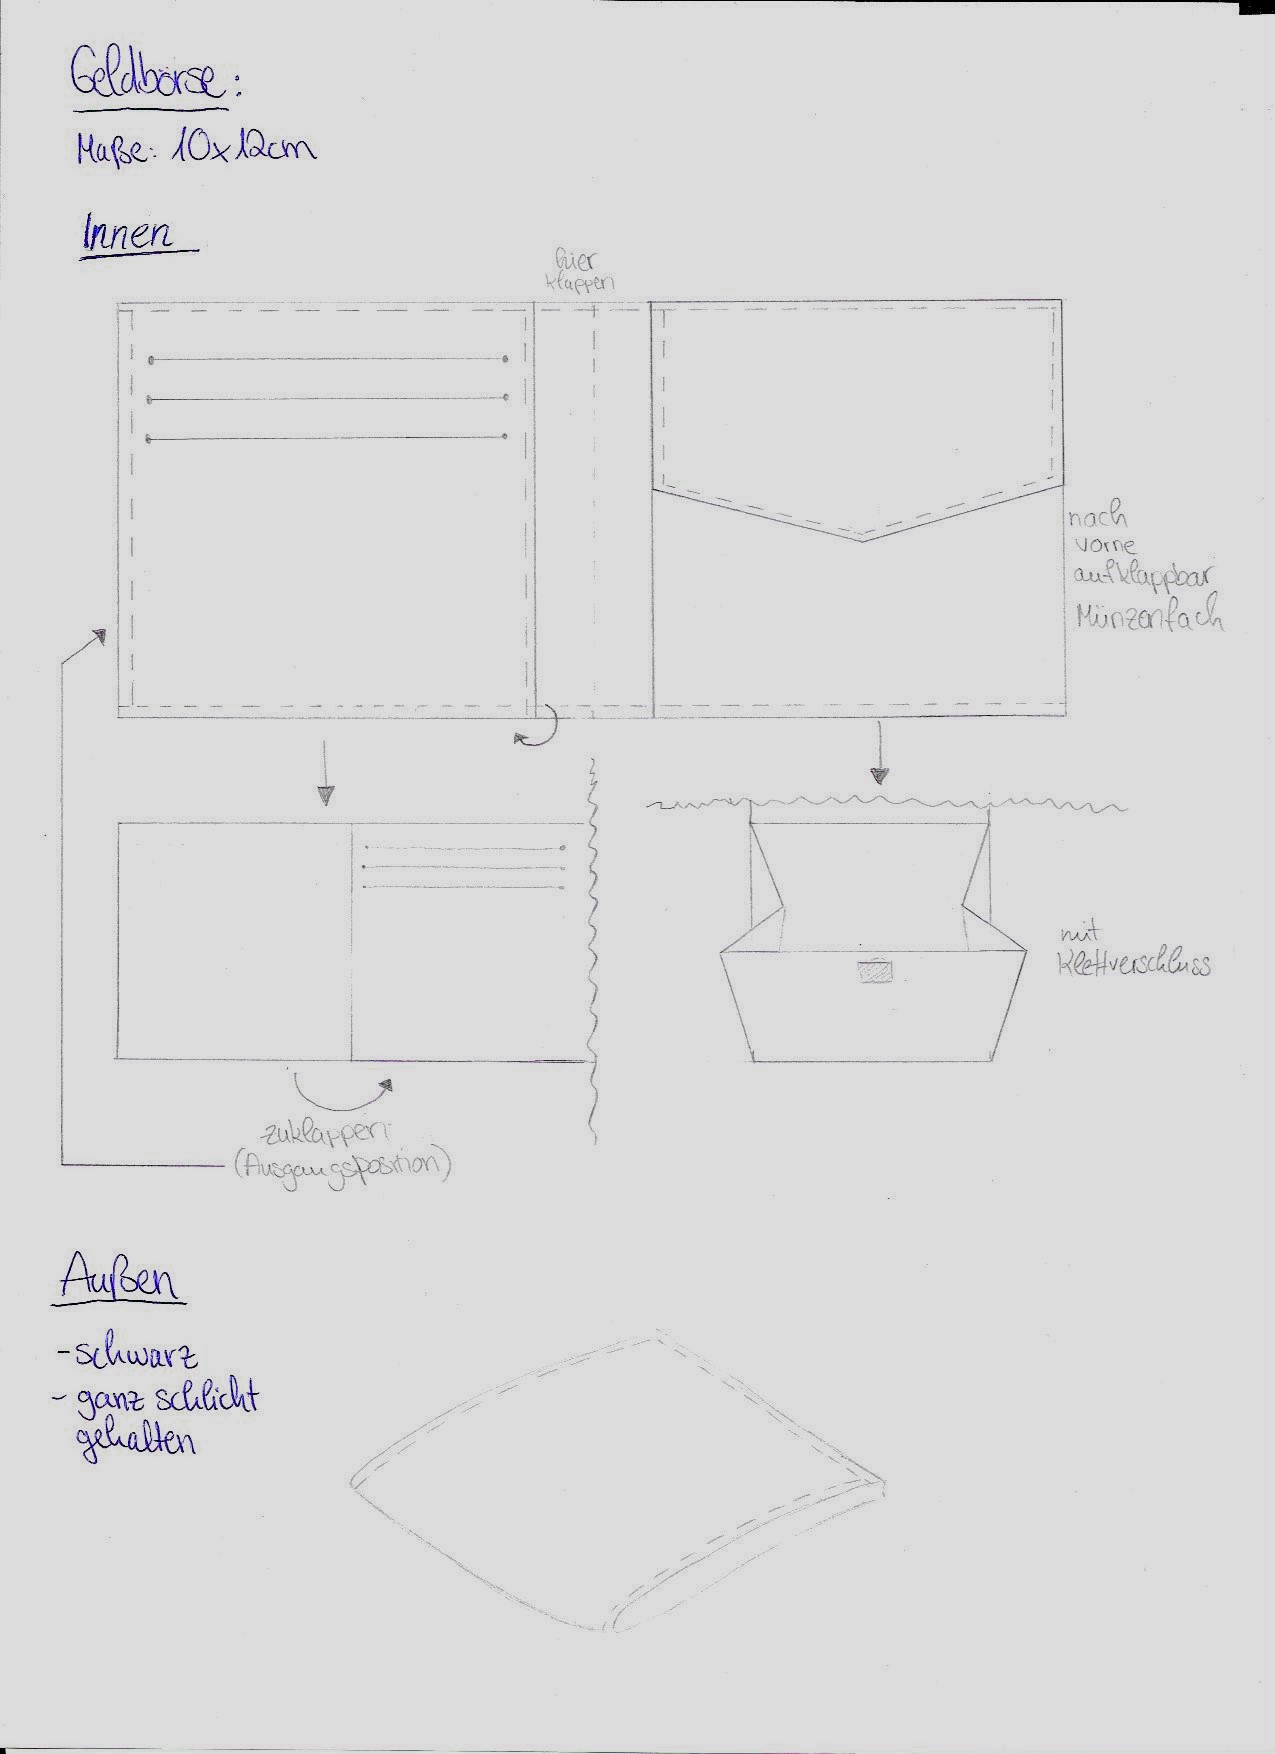 Geldbörse:
Maße: 10x12cm
Innen
hier
klappen
nach
vorne
aufklappbar
Münzenfach
mit
Klettverschluss
zuklappen
(Ausgangsposition)
Außen
- schwarz
- ganz schlicht
gehalten